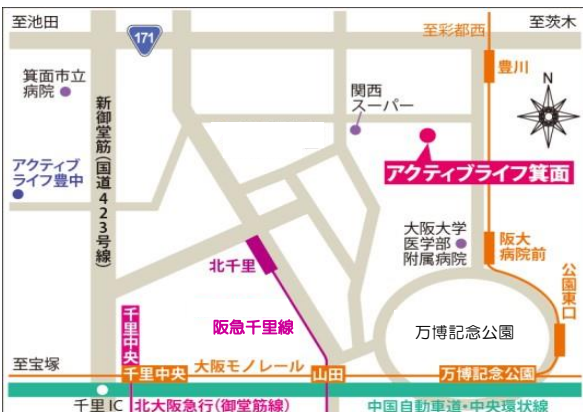 至池田
171
至彩都西
至茨木
箕面市立
病院
新御堂筋(国道423号線)
関西
スーパー
豊川
N
アクティブ
ライフ豊中
アクティブライフ箕面
大阪大学
医学部
附属病院
阪大
病院前
北千里
公園東口
千里中央
阪急千里線
万博記念公園
至宝塚
千里中央
大阪モノレール
山田
万博記念公園
千里IC
北大阪急行(御堂筋線)
中国自動車道・中央環状線